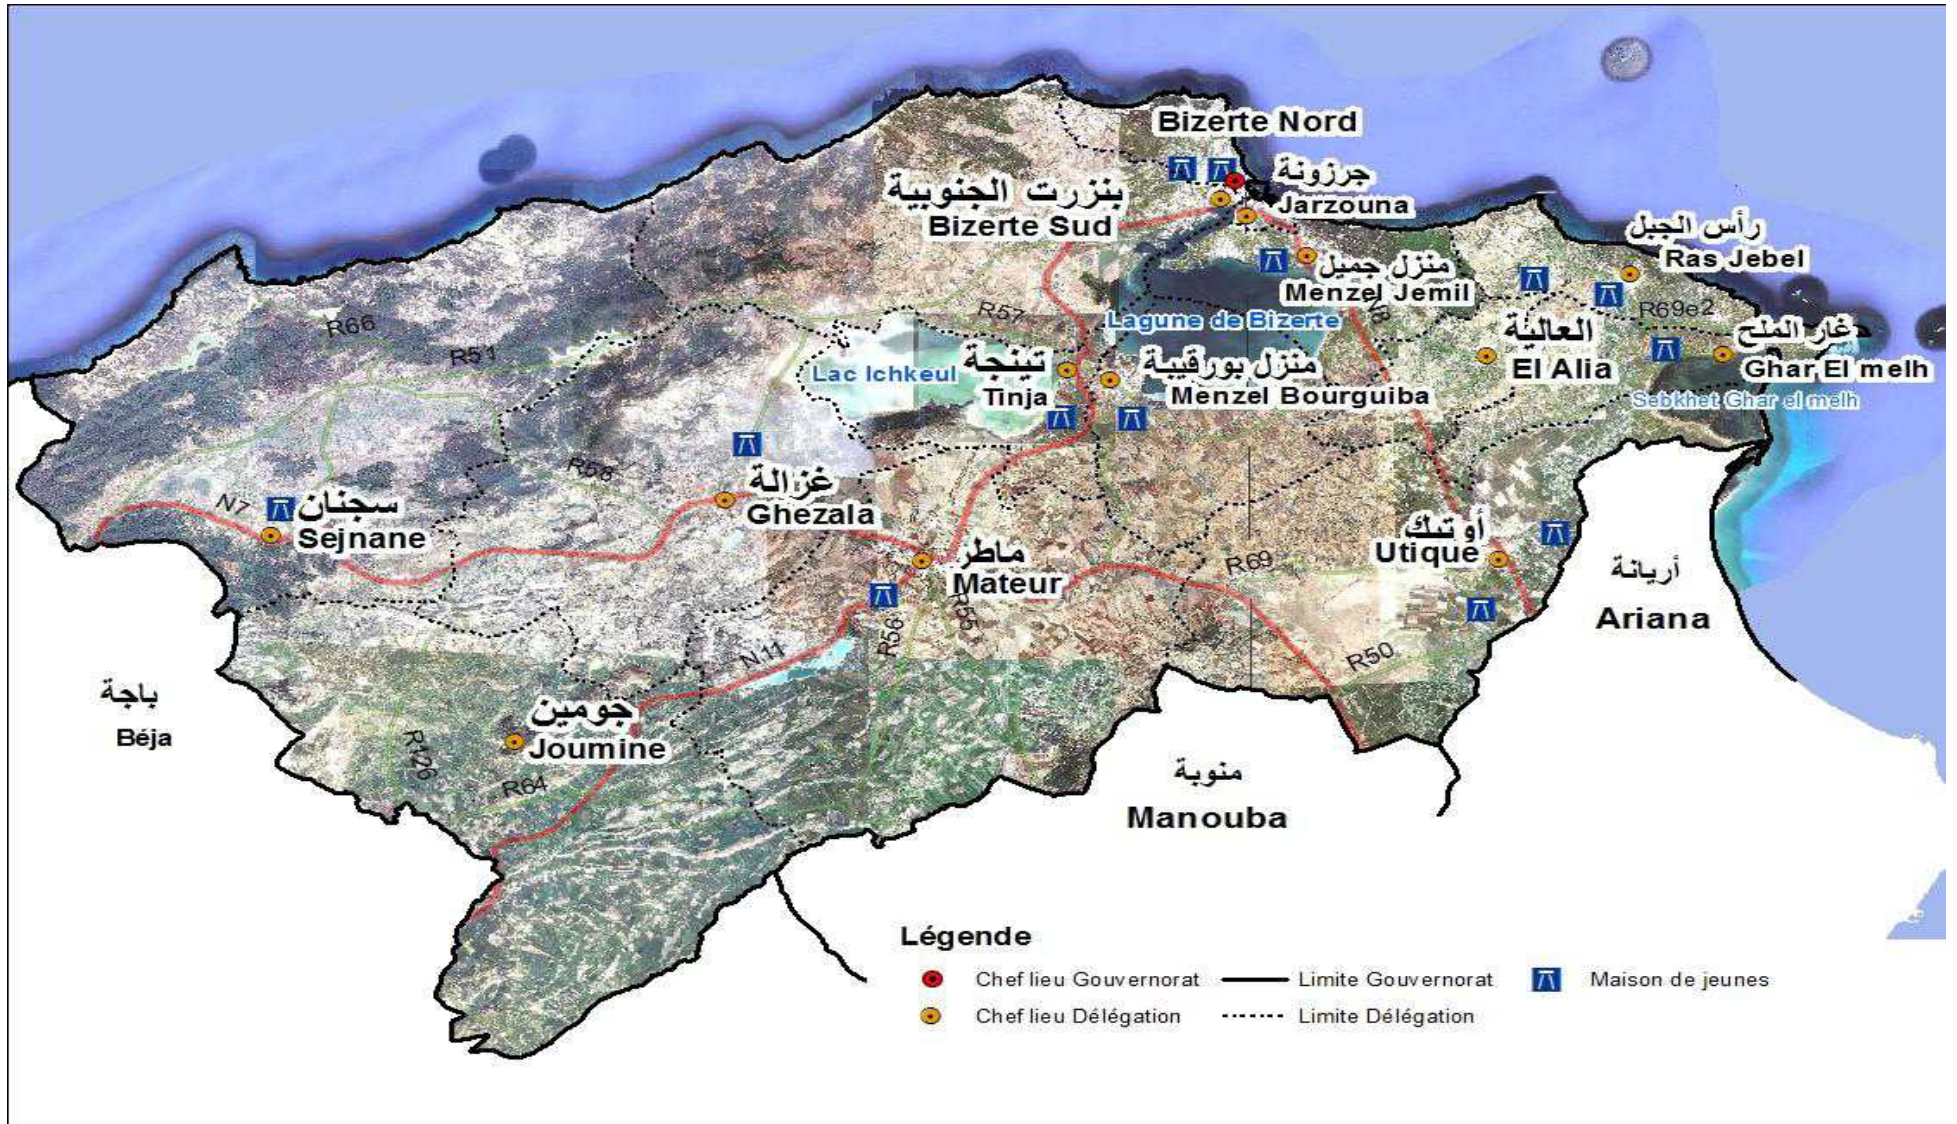 Bizerte Nord
جرزونة
Jarzouna
بنزرت الجنوبية
Bizerte Sud
رأس الجبل
Ras Jebel
منزل جميل
Menzel Jemil
R69e2
R66
R57
R51
Lagune de Bizerte
العالية
El Alia
غار الملح
Ghar El melh
Sebkhet Ghar el melh
Lac Ichkeul
تينجة
Tinja
منزل بورقيبة
Menzel Bourguiba
R58
غزالة
Ghezala
N7
سجنان
Sejnane
أوتيك
Utique
ماطر
Mateur
R69
أريانة
Ariana
R55
R56
N11
R50
باجة
Béja
جومين
Joumine
R126
R64
منوبة
Manouba
Légende
Chef lieu Gouvernorat
Limite Gouvernorat
Maison de jeunes
Chef lieu Délégation
Limite Délégation